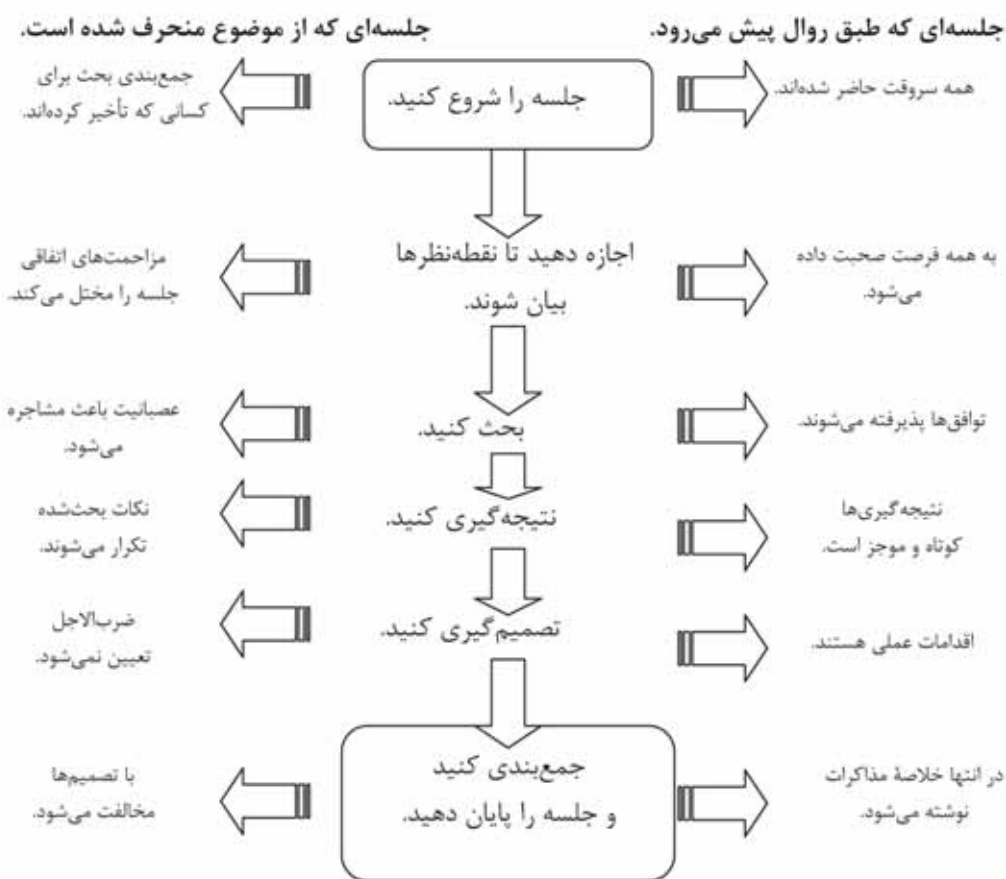 جلسه‌ای که طبق روال پیش می‌رود.
جلسه‌ای که از موضوع منحرف شده است.
همه سروقت حاضر شده‌اند.
جلسه را شروع کنید.
جمع‌بندی بحث برای
کسانی که تأخیر کرده‌اند.
به همه فرصت صحبت داده
می‌شود.
اجازه دهید تا نقطه‌نظرها
بیان شوند.
مزاحمت‌های اتفاقی
جلسه را مختل می‌کند.
توافق‌ها پذیرفته می‌شوند.
بحث کنید.
عصبانیت باعث مشاجره
می‌شود.
نتیجه‌گیری‌ها
کوتاه و موجز است.
نتیجه‌گیری کنید.
نکات بحث‌شده
تکرار می‌شوند.
اقدامات عملی هستند.
تصمیم‌گیری کنید.
ضرب‌الاجل
تعیین نمی‌شود.
در انتها خلاصهٔ مذاکرات
نوشته می‌شود.
جمع‌بندی کنید
و جلسه را پایان دهید.
با تصمیم‌ها
مخالفت می‌شود.